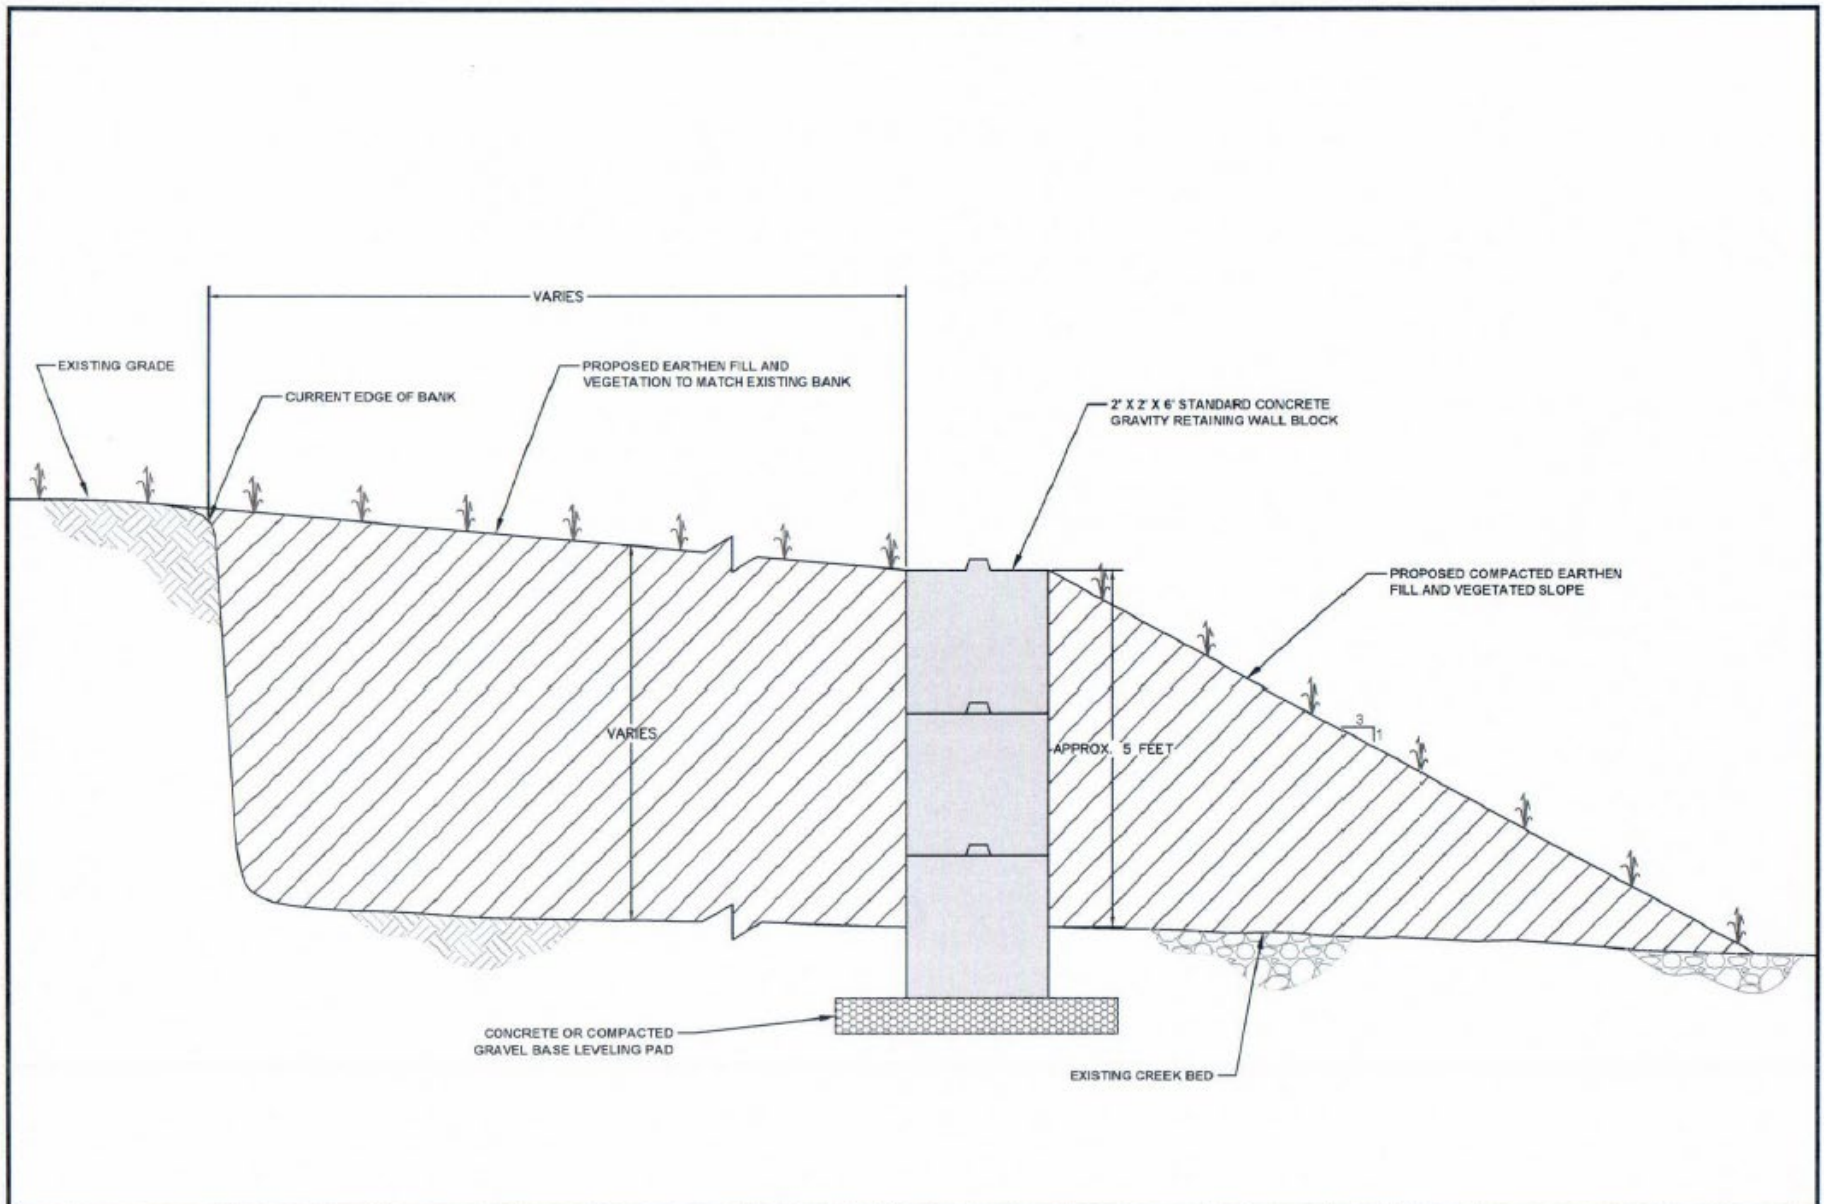 VARIES
EXISTING GRADE
PROPOSED EARTHEN FILL AND
VEGETATION TO MATCH EXISTING BANK
CURRENT EDGE OF BANK
2' X 2' X 6' STANDARD CONCRETE
GRAVITY RETAINING WALL BLOCK
PROPOSED COMPACTED EARTHEN
FILL AND VEGETATED SLOPE
3
1
VARIES
APPROX. 5 FEET
CONCRETE OR COMPACTED
GRAVEL BASE LEVELING PAD
EXISTING CREEK BED